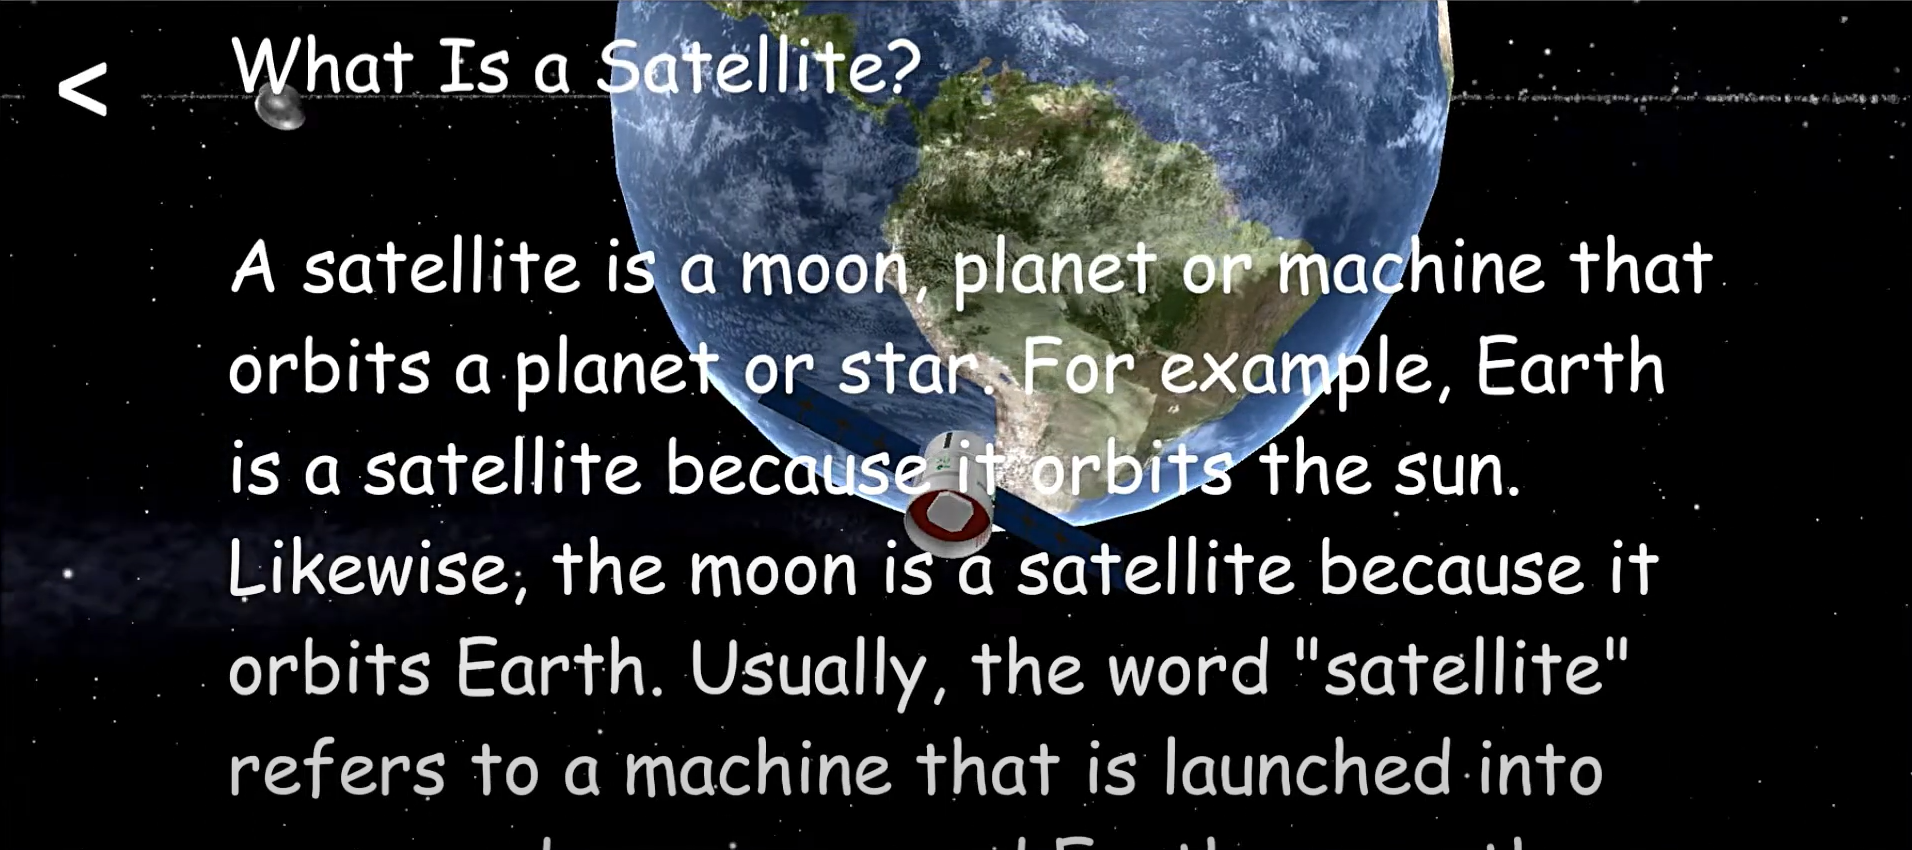 <
What Is a Satellite?
A satellite is a moon, planet or machine that
orbits a planet or star. For example, Earth
is a satellite because it orbits the sun.
Likewise, the moon is a satellite because it
orbits Earth. Usually, the word "satellite"
refers to a machine that is launched into